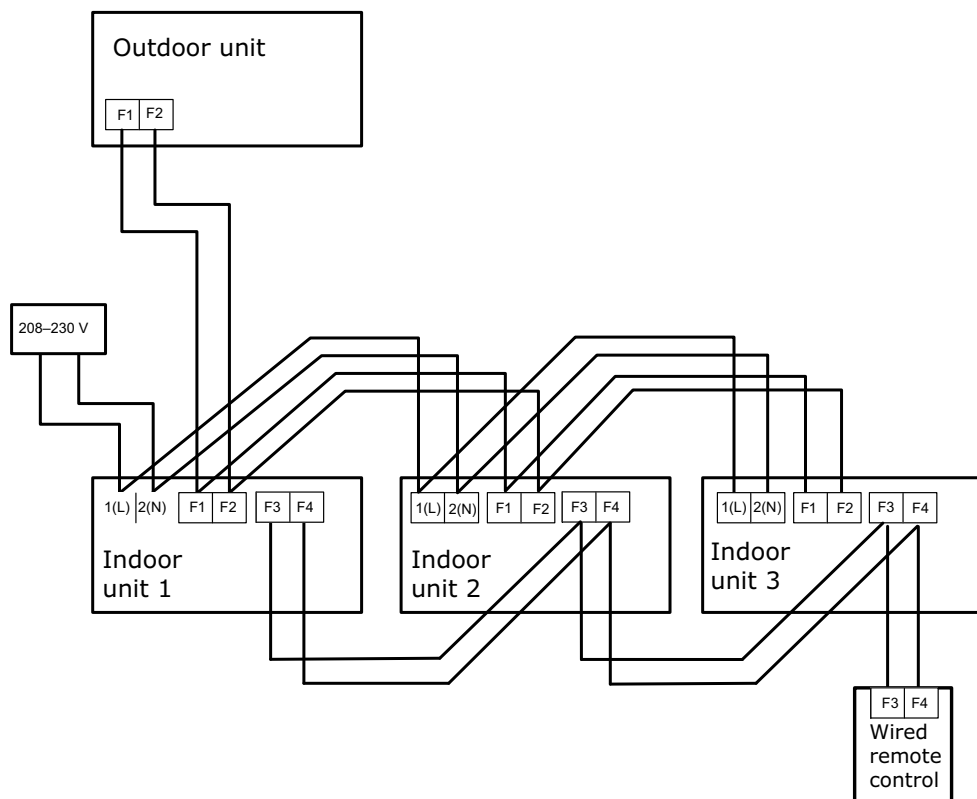 Outdoor unit
F1 F2
208–230 V
1(L) 2(N) F1 F2 F3 F4
Indoor
unit 1
1(L) 2(N) F1 F2 F3 F4
Indoor
unit 2
1(L) 2(N) F1 F2 F3 F4
Indoor
unit 3
F3 F4
Wired
remote
control